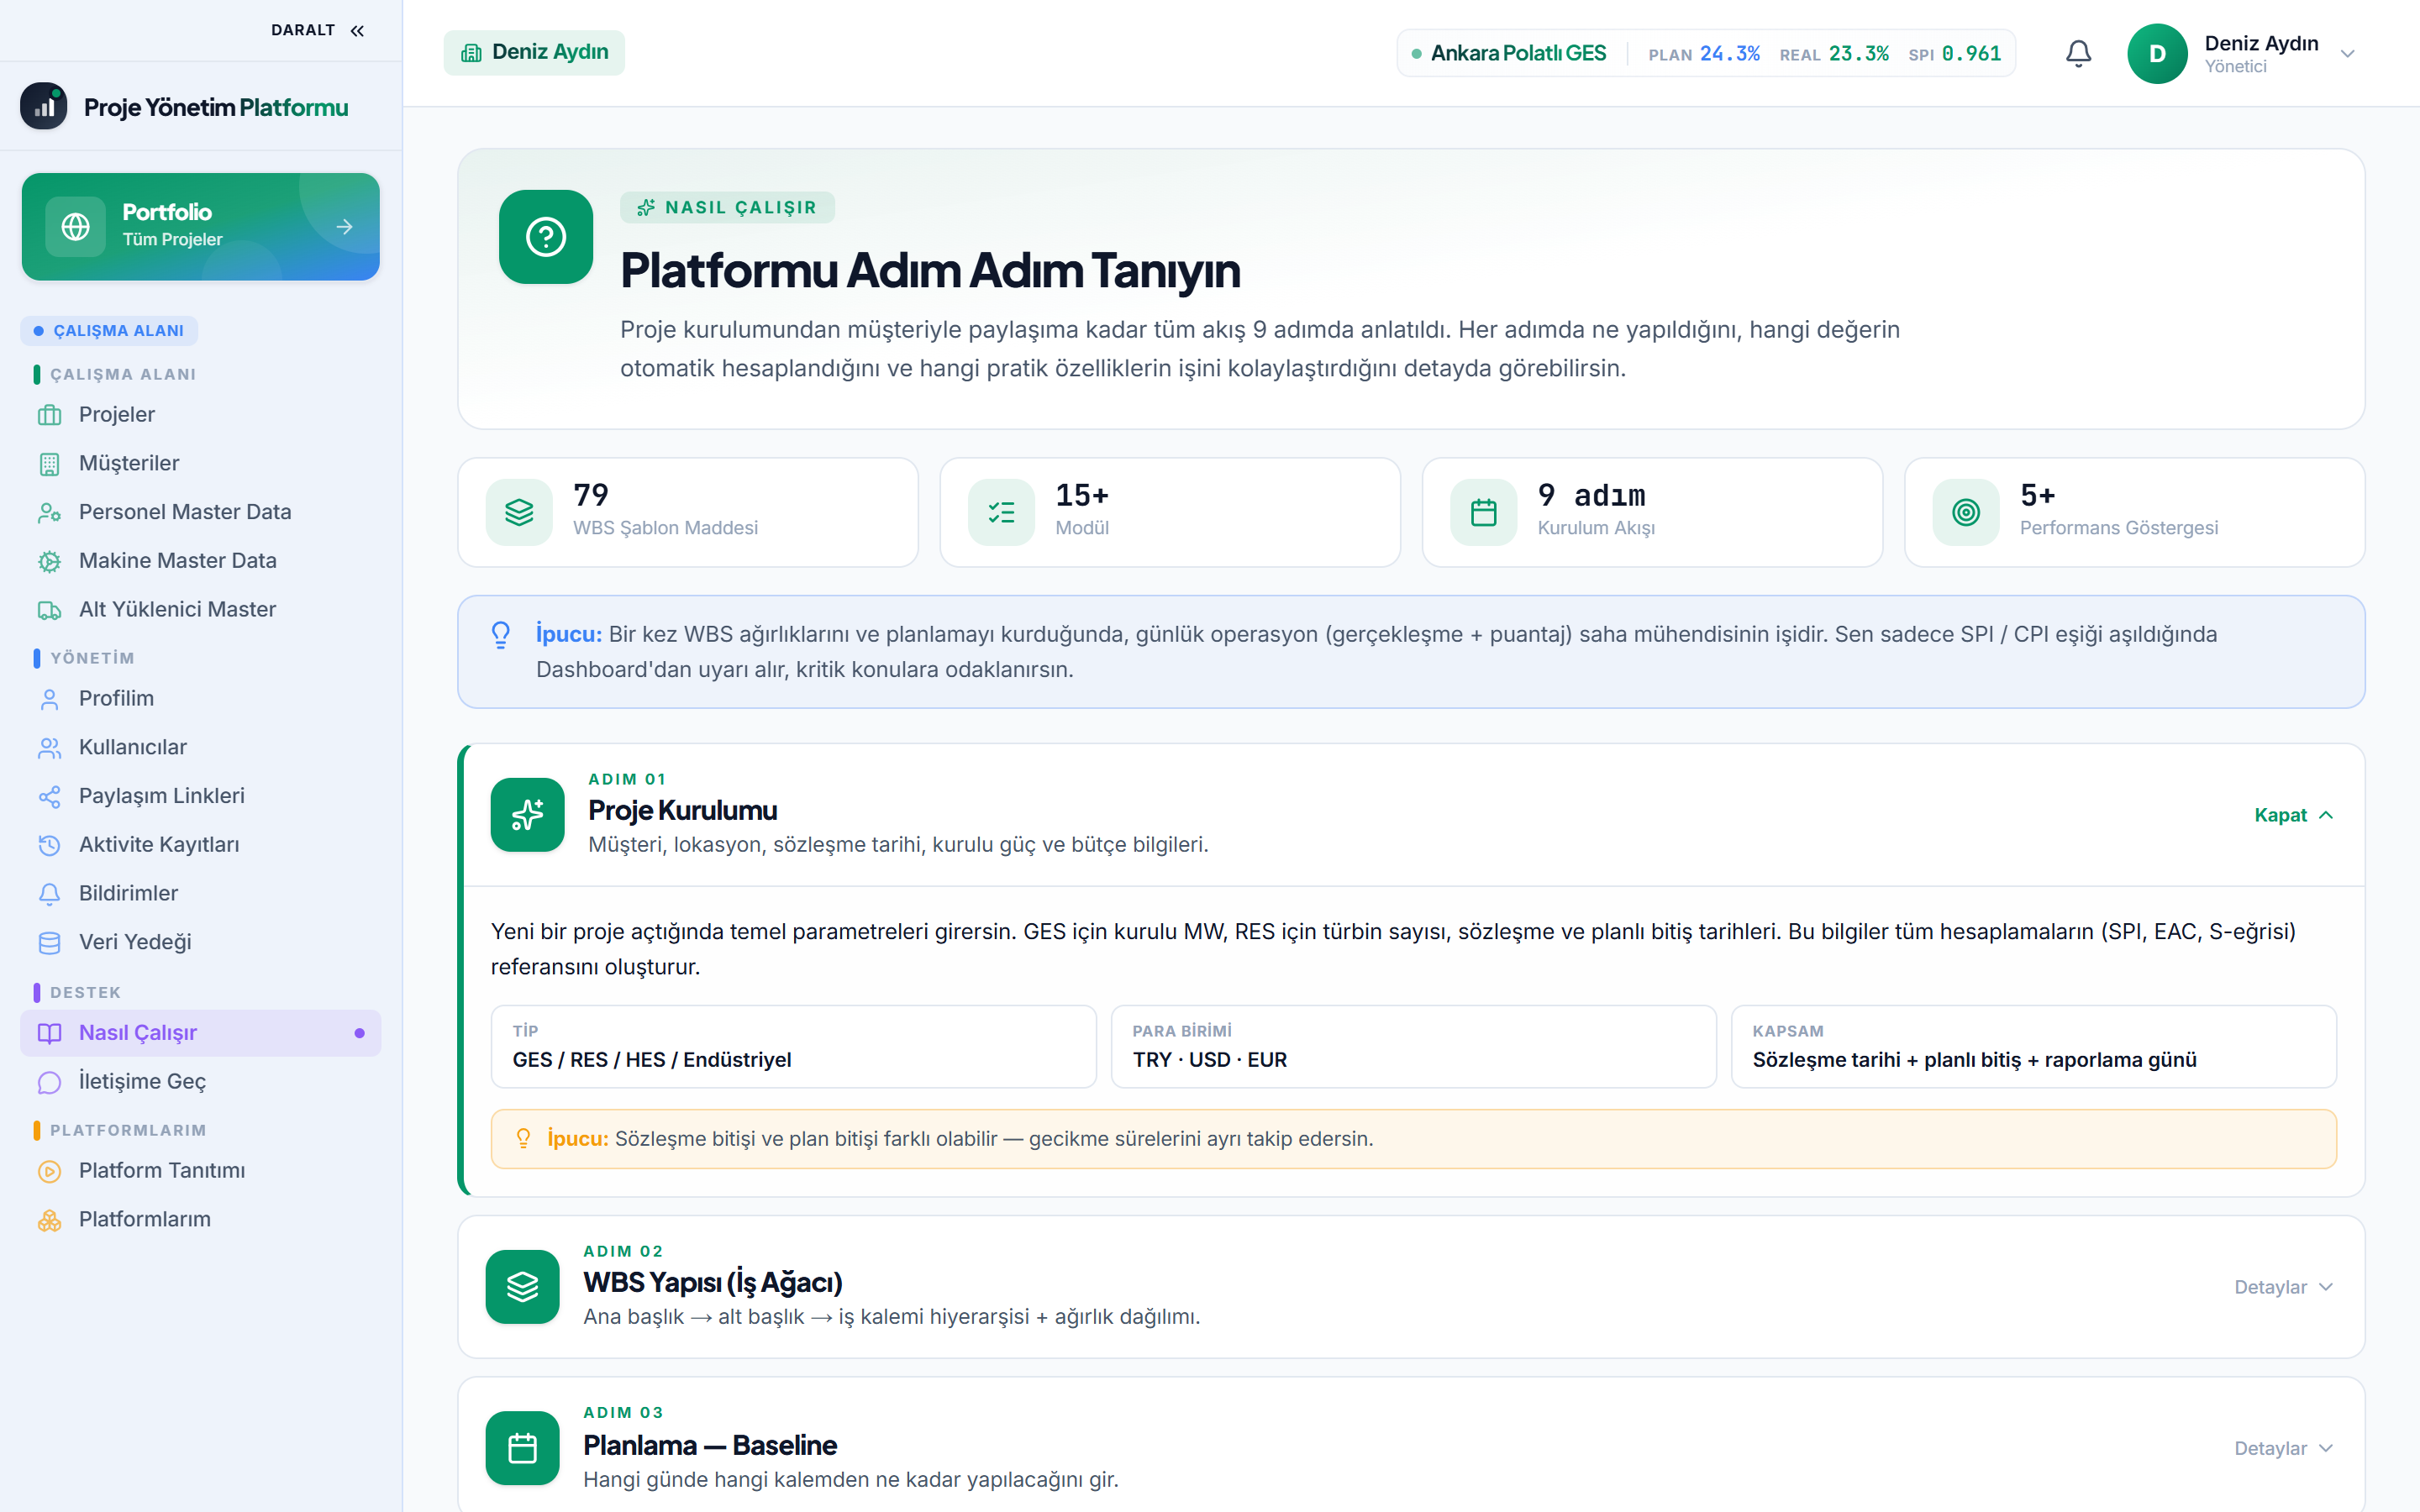 DARALT
Proje Yönetim Platformu
Portfolio
Tüm Projeler
ÇALIŞMA ALANI
ÇALIŞMA ALANI
Projeler
Müşteriler
Personel Master Data
Makine Master Data
Alt Yüklenici Master
YÖNETİM
Profilim
Kullanıcılar
Paylaşım Linkleri
Aktivite Kayıtları
Bildirimler
Veri Yedeği
DESTEK
Nasıl Çalışır
İletişime Geç
PLATFORMLARIM
Platform Tanıtımı
Platformlarım
Deniz Aydın
Ankara Polatlı GES PLAN 24.3% REAL 23.3% SPI 0.961
D
Deniz Aydın
Yönetici
NASIL ÇALIŞIR
Platformu Adım Adım Tanıyın
Proje kurulumundan müşteriyle paylaşıma kadar tüm akış 9 adımda anlatıldı. Her adımda ne yapıldığını, hangi değerin
otomatik hesaplandığını ve hangi pratik özelliklerin işini kolaylaştırdığını detayda görebilirsin.
79
WBS Şablon Maddesi
15+
Modül
9 adım
Kurulum Akışı
5+
Performans Göstergesi
İpucu: Bir kez WBS ağırlıklarını ve planlamayı kurduğunda, günlük operasyon (gerçekleşme + puantaj) saha mühendisinin işidir. Sen sadece SPI / CPI eşiği aşıldığında
Dashboard'dan uyarı alır, kritik konulara odaklanırsın.
ADIM 01
Proje Kurulumu
Müşteri, lokasyon, sözleşme tarihi, kurulu güç ve bütçe bilgileri.
Kapat
Yeni bir proje açtığında temel parametreleri girersin. GES için kurulu MW, RES için türbin sayısı, sözleşme ve planlı bitiş tarihleri. Bu bilgiler tüm hesaplamaların (SPI, EAC, S-eğrisi)
referansını oluşturur.
TİP
GES / RES / HES / Endüstriyel
PARA BİRİMİ
TRY · USD · EUR
KAPSAM
Sözleşme tarihi + planlı bitiş + raporlama günü
İpucu: Sözleşme bitişi ve plan bitişi farklı olabilir — gecikme sürelerini ayrı takip edersin.
ADIM 02
WBS Yapısı (İş Ağacı)
Ana başlık → alt başlık → iş kalemi hiyerarşisi + ağırlık dağılımı.
Detaylar
ADIM 03
Planlama — Baseline
Hangi günde hangi kalemden ne kadar yapılacağını gir.
Detaylar